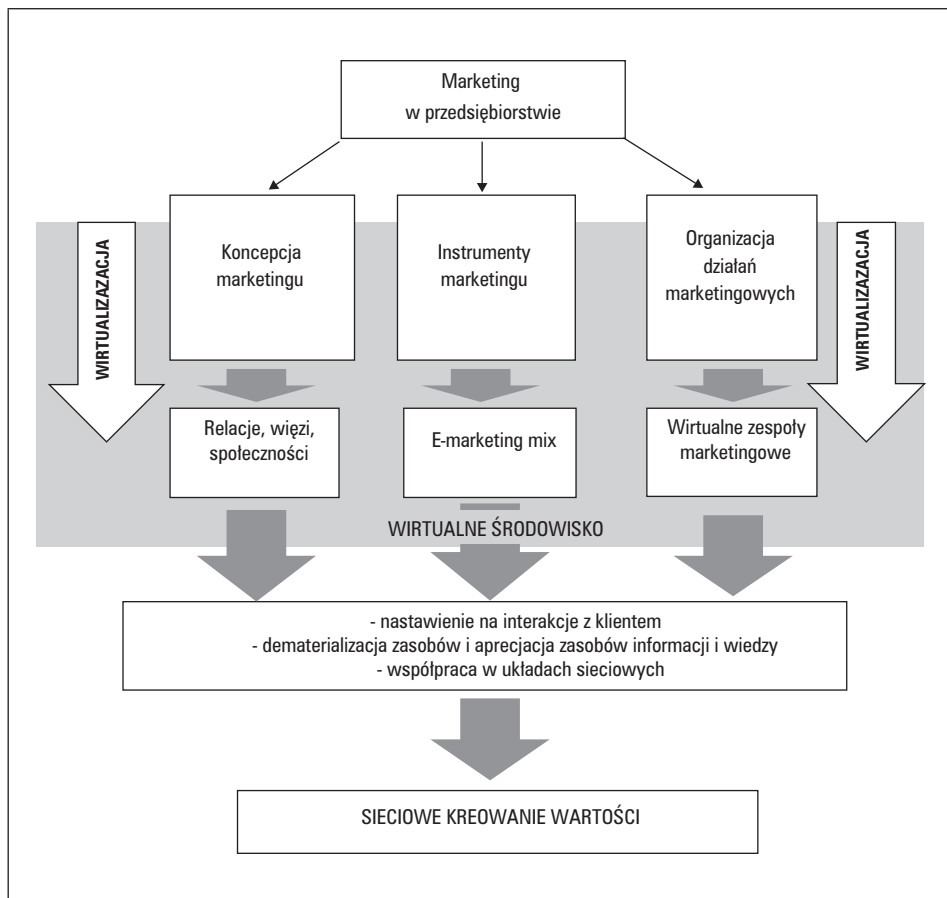 Marketing
w przedsiębiorstwie
WIRTUALIZAZACJA
Koncepcja
marketingu
Instrumenty
marketingu
Organizacja
działań
marketingowych
WIRTUALIZAZACJA
Relacje, więzi,
społeczności
E-marketing mix
Wirtualne zespoły
marketingowe
WIRTUALNE ŚRODOWISKO
- nastawienie na interakcje z klientem
- dematerializacja zasobów i aprecjacja zasobów informacji i wiedzy
- współpraca w układach sieciowych
SIECIOWE KREOWANIE WARTOŚCI